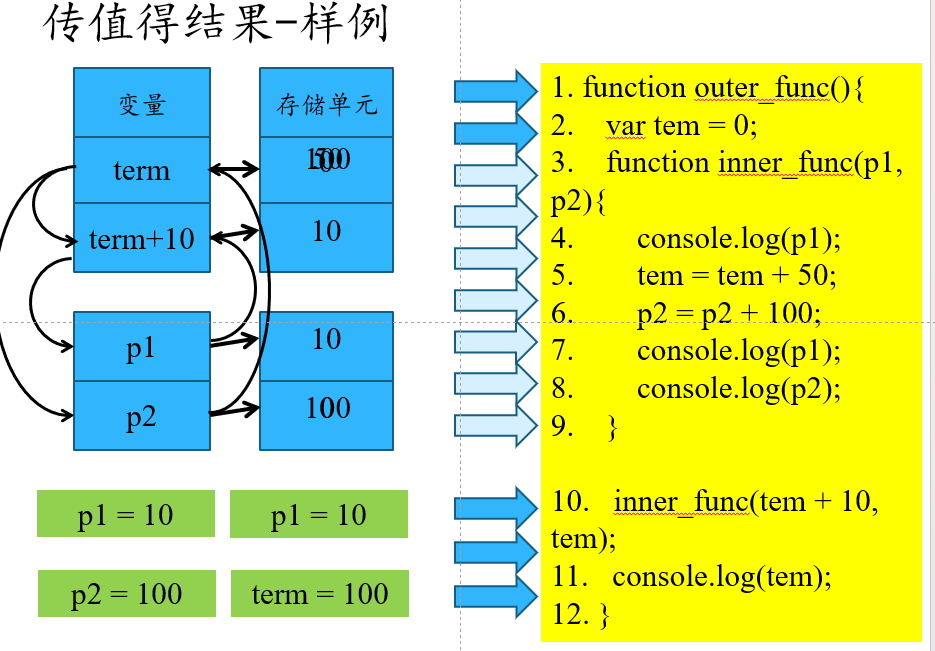 传值得结果-样例
变量
存储单元
term
term+10
10
p1
10
p2
100
p1 = 10
p1 = 10
p2 = 100
term = 100
1. function outer_func(){
2. var tem = 0;
3. function inner_func(p1,
p2){
4. console.log(p1);
5. tem = tem + 50;
6. p2 = p2 + 100;
7. console.log(p1);
8. console.log(p2);
9. }
10. inner_func(tem + 10,
tem);
11. console.log(tem);
12. }